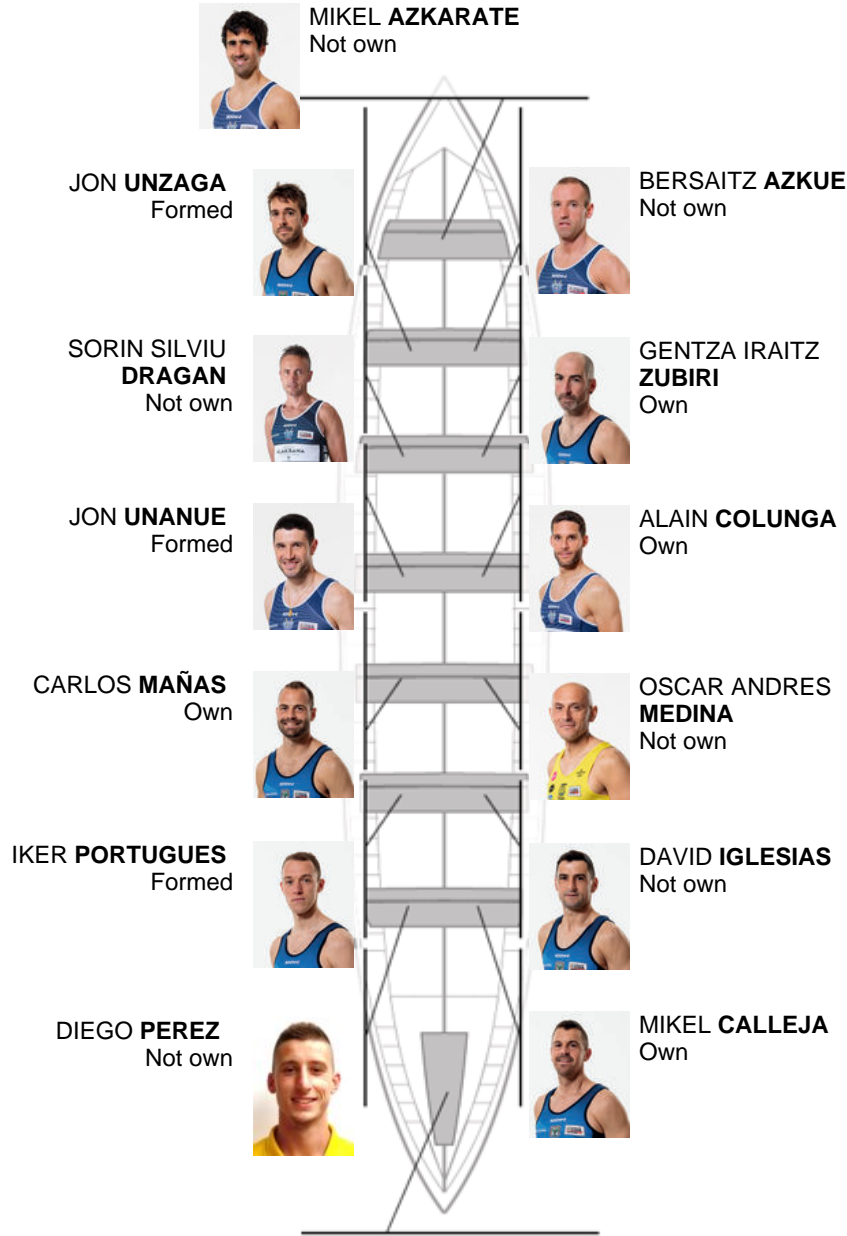 MIKEL AZKARATE
Not own
JON UNZAGA
Formed
BERSAITZ AZKUE
Not own
SORIN SILVIU
DRAGAN
Not own
GENTZA IRAITZ
ZUBIRI
Own
JON UNANUE
Formed
ALAIN COLUNGA
Own
CARLOS MAÑAS
Own
OSCAR ANDRES
MEDINA
Not own
IKER PORTUGUES
Formed
DAVID IGLESIAS
Not own
DIEGO PEREZ
Not own
MIKEL CALLEJA
Own